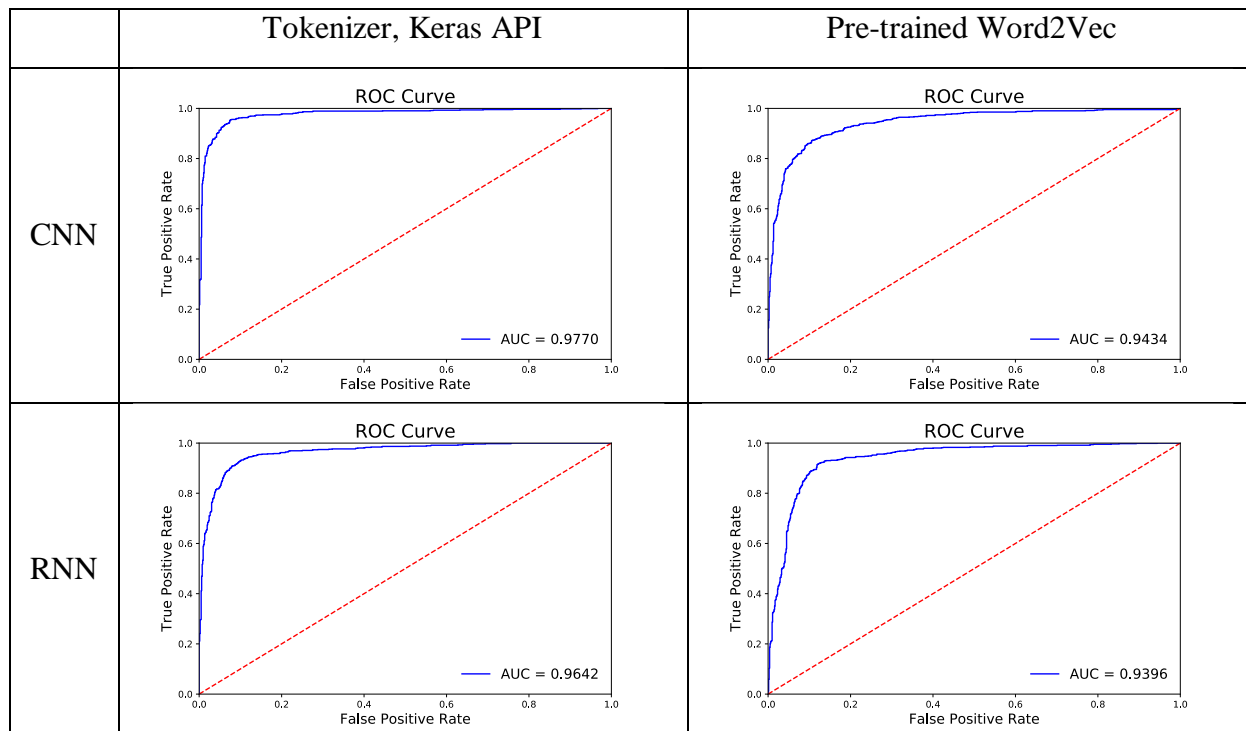 Tokenizer, Keras API
Pre-trained Word2Vec
CNN
ROC Curve
True Positive Rate
1.0
0.8
0.6
0.4
0.2
0.0
AUC = 0.9770
0.0 0.2 0.4 0.6 0.8 1.0
False Positive Rate
ROC Curve
True Positive Rate
1.0
0.8
0.6
0.4
0.2
0.0
AUC = 0.9434
0.0 0.2 0.4 0.6 0.8 1.0
False Positive Rate
RNN
ROC Curve
True Positive Rate
1.0
0.8
0.6
0.4
0.2
0.0
AUC = 0.9642
0.0 0.2 0.4 0.6 0.8 1.0
False Positive Rate
ROC Curve
True Positive Rate
1.0
0.8
0.6
0.4
0.2
0.0
AUC = 0.9396
0.0 0.2 0.4 0.6 0.8 1.0
False Positive Rate